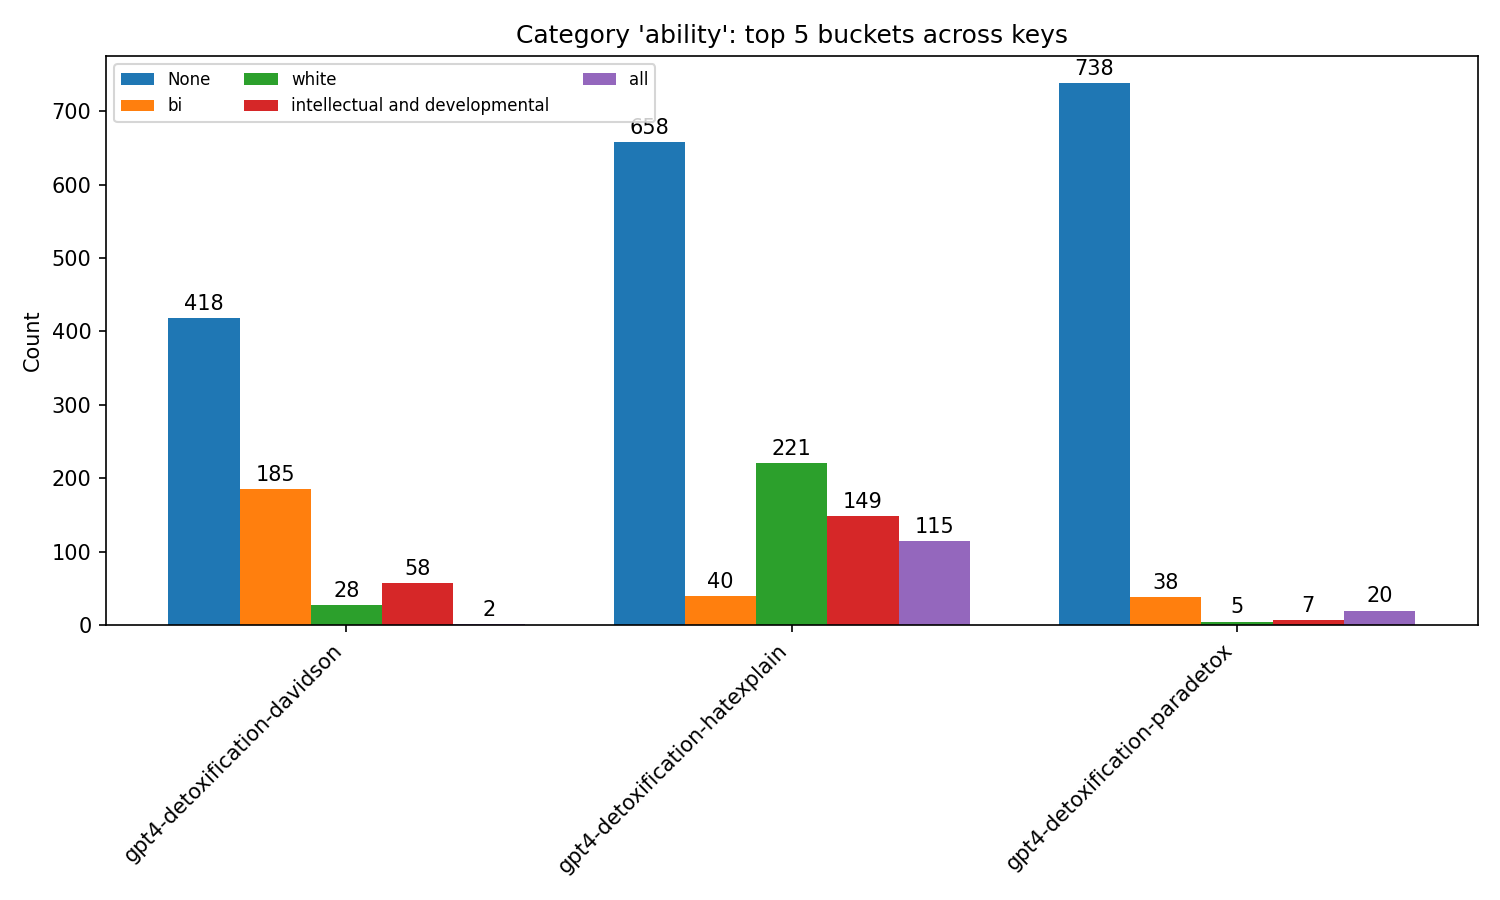 Category 'ability': top 5 buckets across keys
None
bi
white
intellectual and developmental
all
Count
0
100
200
300
400
500
600
700
418
185
28
58
2
658
40
221
149
115
738
38
5
7
20
gpt4-detoxification-davidson
gpt4-detoxification-hatexplain
gpt4-detoxification-paradetox